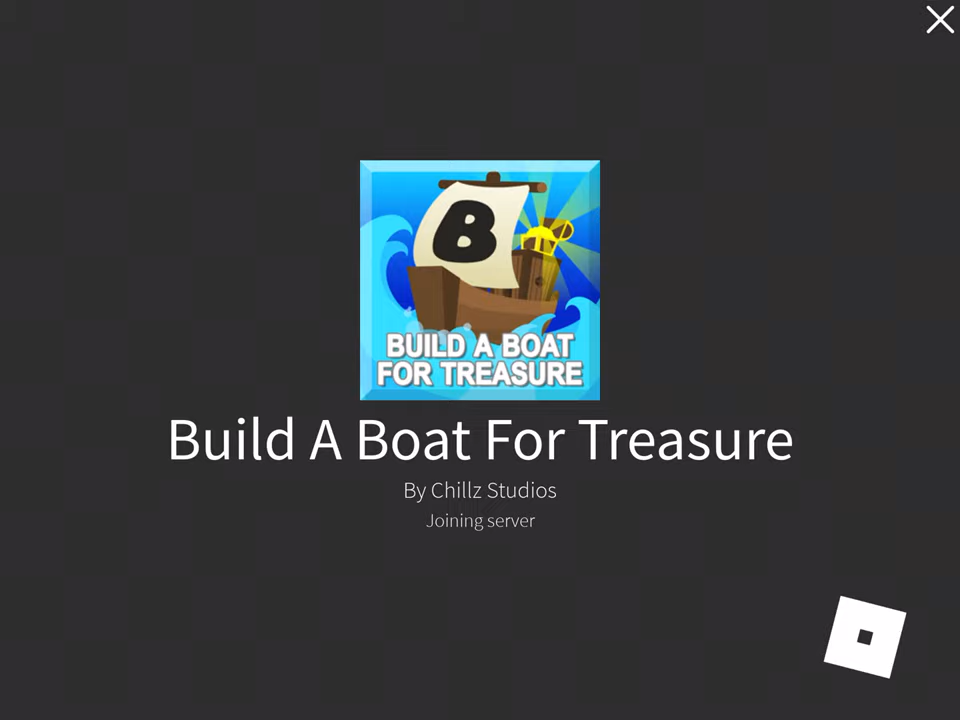 B
BUILD A BOAT
FOR TREASURE
Build A Boat For Treasure
By Chillz Studios
Joining server